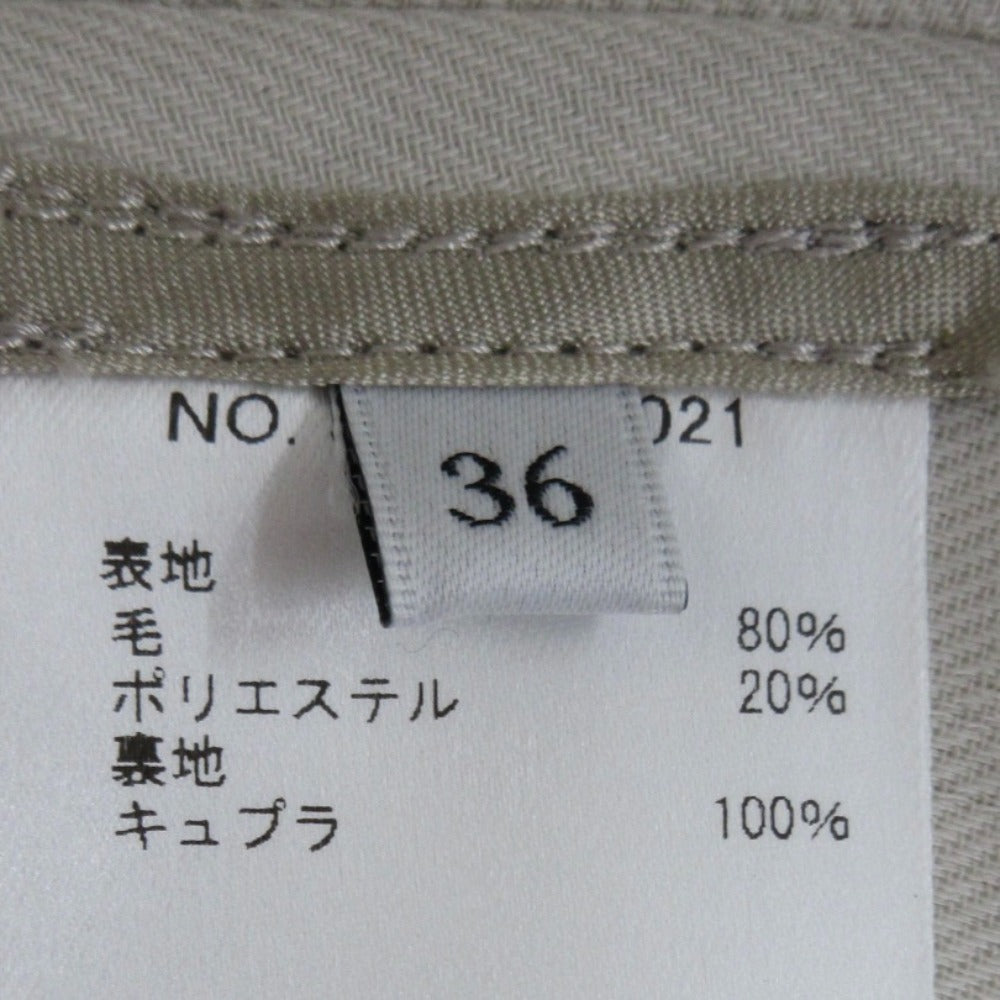 NO. 021
36
表地
毛 80%
ポリエステル 20%
裏地
キュプラ 100%